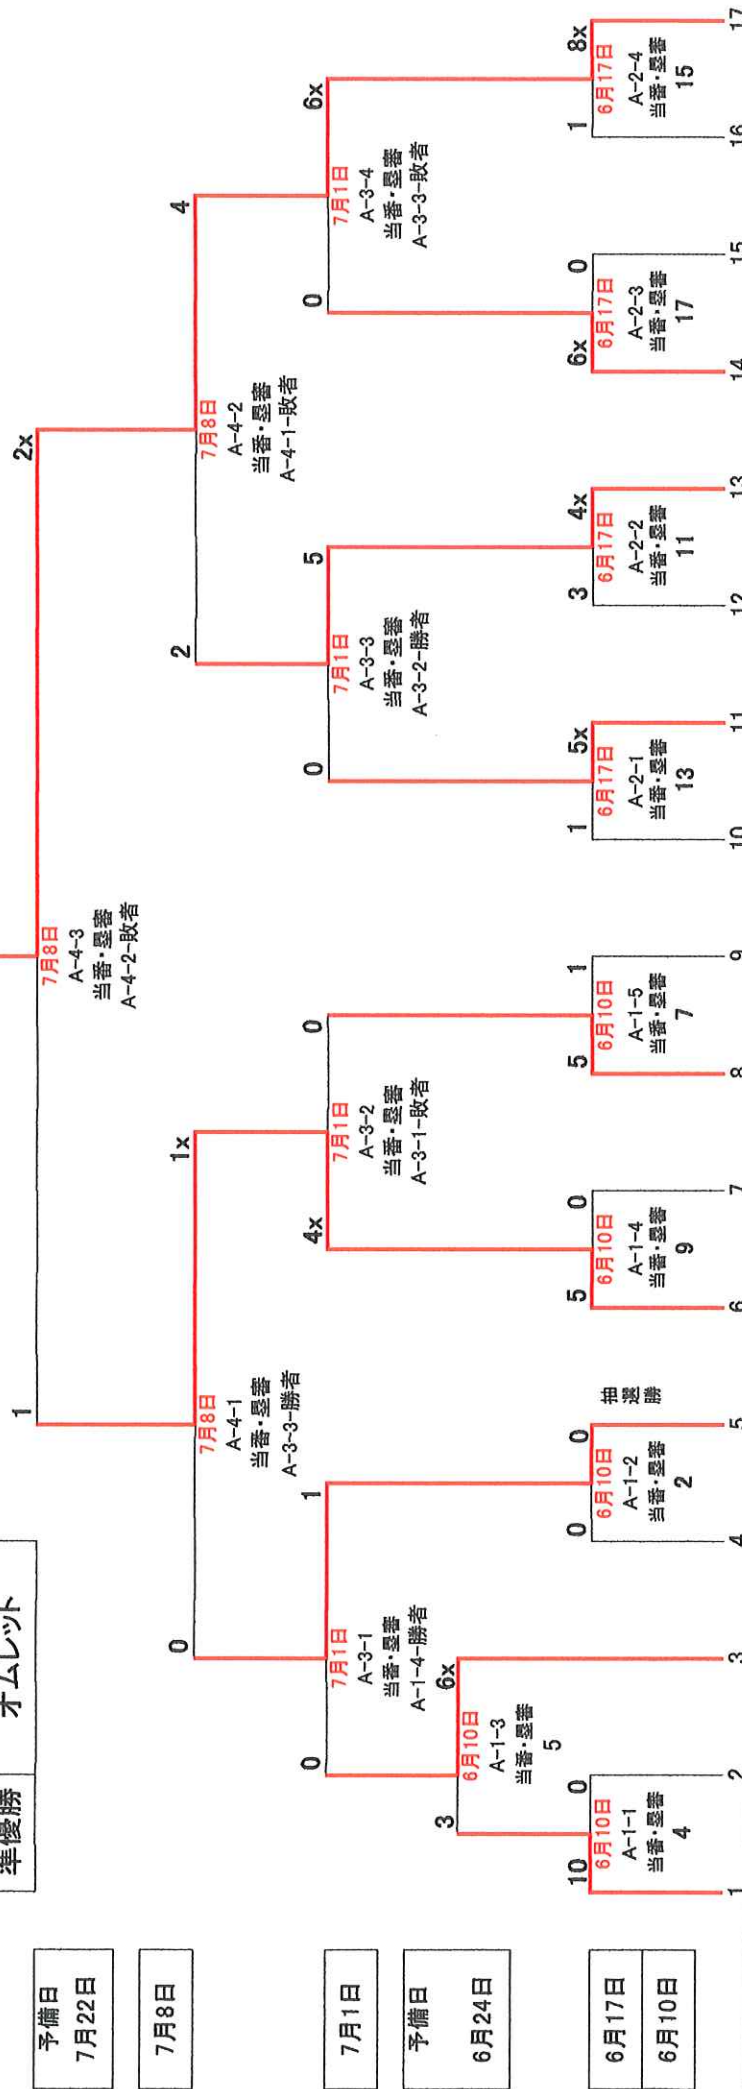 準優勝
オムレット
予備日
7月22日
7月8日
7月1日
予備日
6月24日
6月17日
6月10日
1
2x
7月8日
A-4-3
当番・塁審
A-4-2-敗者
0
1x
7月8日
A-4-1
当番・塁審
A-3-3-勝者
2
4
7月8日
A-4-2
当番・塁審
A-4-1-敗者
0
1
7月1日
A-3-1
当番・塁審
A-1-4-勝者
4x
0
7月1日
A-3-2
当番・塁審
A-3-1-敗者
0
5
7月1日
A-3-3
当番・塁審
A-3-2-勝者
0
6x
7月1日
A-3-4
当番・塁審
A-3-3-敗者
3
6x
6月10日
A-1-3
当番・塁審
5
10
0
6月10日
A-1-1
当番・塁審
4
0
0
6月10日
A-1-2
当番・塁審
2
抽
選
勝
5
0
6月10日
A-1-4
当番・塁審
9
5
1
6月10日
A-1-5
当番・塁審
7
1
5x
6月17日
A-2-1
当番・塁審
13
3
4x
6月17日
A-2-2
当番・塁審
11
6x
0
6月17日
A-2-3
当番・塁審
17
1
8x
6月17日
A-2-4
当番・塁審
15
1
2
3
4
5
6
7
8
9
10
11
12
13
14
15
16
17